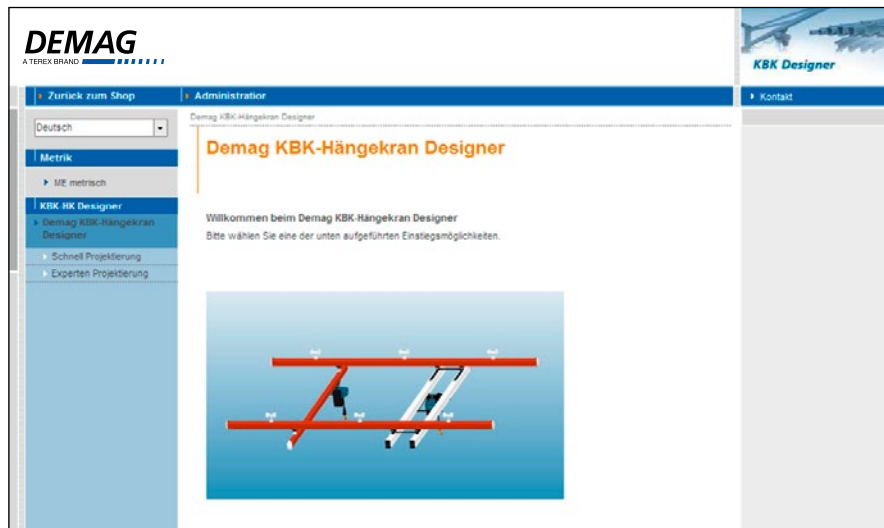 DEMAG
A TEREX BRAND
KBK Designer
Zurück zum Shop
Administratior
Kontakt
Deutsch
Demag KBK-Hängekran Designer
Demag KBK-Hängekran Designer
Metrik
ME metrisch
KBK-HK Designer
Demag KBK-Hängekran
Designer
Schnell Projektierung
Experten Projektierung
Willkommen beim Demag KBK-Hängekran Designer
Bitte wählen Sie eine der unten aufgeführten Einstiegsmöglichkeiten.